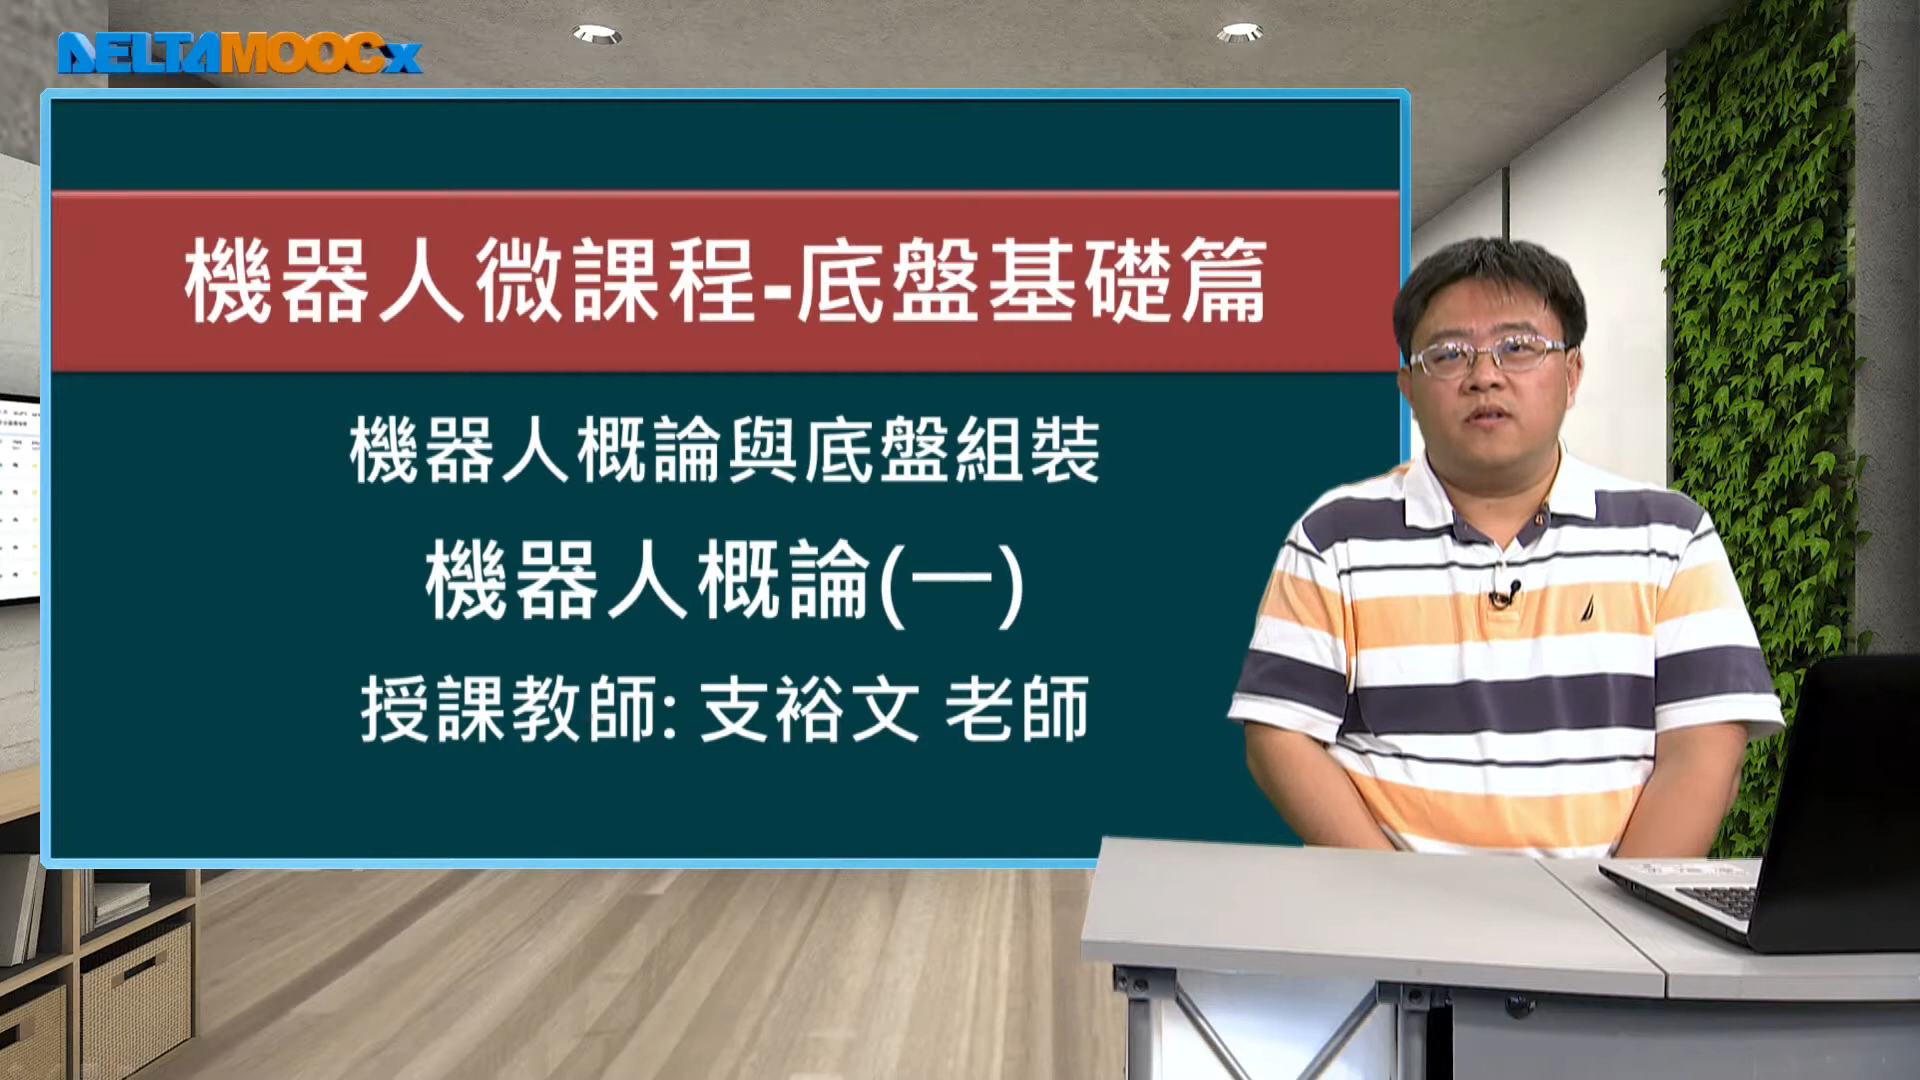 DELTAMOOCx
機器人微課程-底盤基礎篇
機器人概論與底盤組裝
機器人概論(一)
授課教師: 支裕文 老師